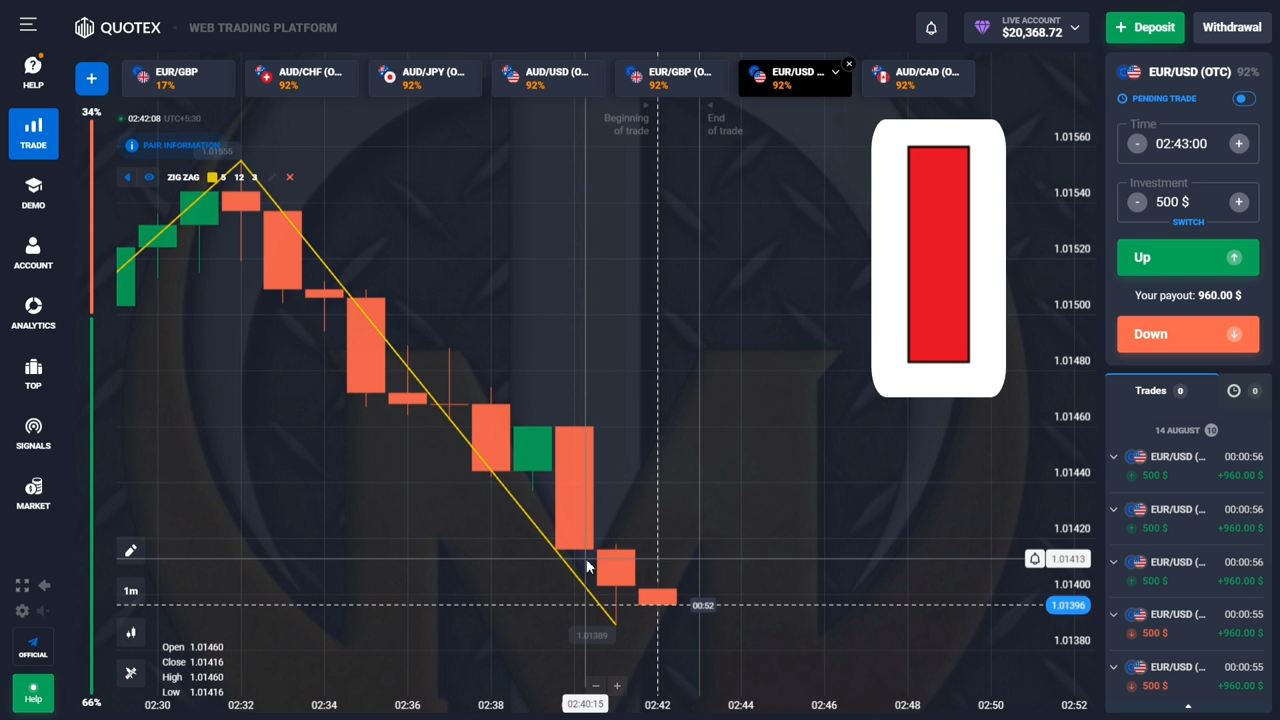 QUOTEX
WEB TRADING PLATFORM
LIVE ACCOUNT
$20,368.72
Deposit
Withdrawal
HELP
TRADE
DEMO
ACCOUNT
ANALYTICS
TOP
SIGNALS
MARKET
OFFICIAL
Help
EUR/GBP
17%
AUD/CHF (O...
92%
AUD/JPY (O...
92%
AUD/USD (O...
92%
EUR/GBP (O...
92%
EUR/USD ...
92%
AUD/CAD (O...
92%
34%
02:42:08 UTC+5:30
PAIR INFORMATION
1.01555
ZIG ZAG 5 12 3
Beginning
of trade
End
of trade
1.01560
1.01540
1.01520
1.01500
1.01480
1.01460
1.01440
1.01420
1.01413
1.01400
1.01396
1.01380
00:52
1.01389
1m
Open 1.01460
Close 1.01416
High 1.01460
Low 1.01416
66%
02:30
02:32
02:34
02:36
02:38
02:40:15
02:42
02:44
02:46
02:48
02:50
02:52
EUR/USD (OTC) 92%
PENDING TRADE
Time
- 02:43:00 +
Investment
- 500 $ +
SWITCH
Up
Your payout: 960.00 $
Down
Trades 0
0
14 AUGUST 10
EUR/USD (... 00:00:56
500 $ +960.00 $
EUR/USD (... 00:00:56
500 $ +960.00 $
EUR/USD (... 00:00:56
500 $ +960.00 $
EUR/USD (... 00:00:55
500 $ +960.00 $
EUR/USD (... 00:00:55
500 $ +960.00 $